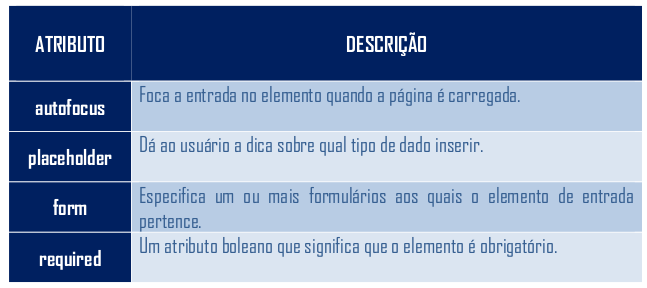 ATRIBUTO DESCRIÇÃO
autofocus Foca a entrada no elemento quando a página é carregada.
placeholder Dá ao usuário a dica sobre qual tipo de dado inserir.
form Especifica um ou mais formulários aos quais o elemento de entrada
pertence.
required Um atributo boleano que significa que o elemento é obrigatório.